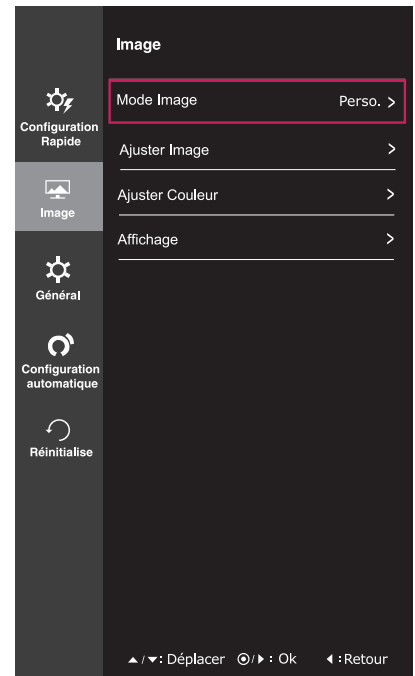 Image
Configuration
Rapide
Image
Général
Configuration
automatique
Réinitialise
Mode Image Perso. >
Ajuster Image >
Ajuster Couleur >
Affichage >
▲/▼: Déplacer ⦿/▶ : Ok ◀ :Retour